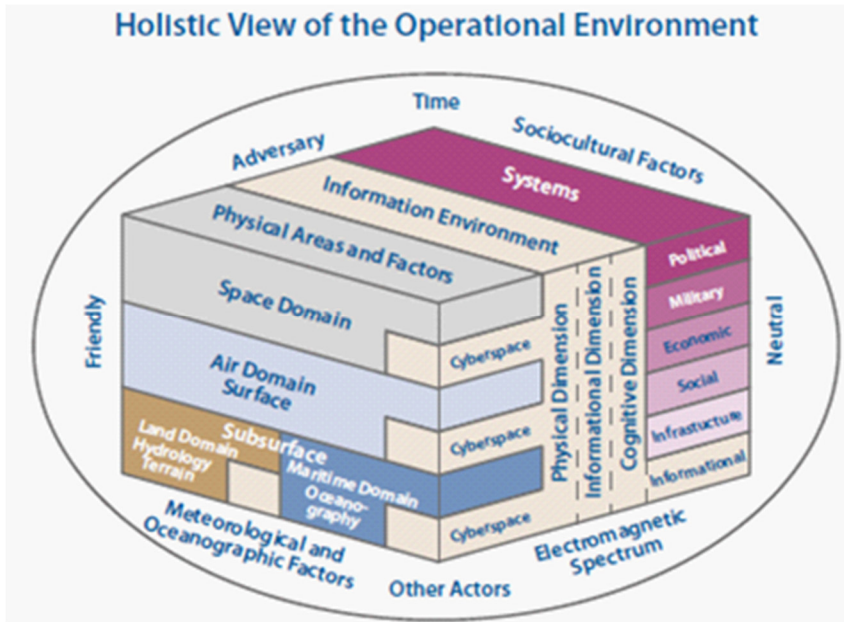 Holistic View of the Operational Environment
Time
Adversary
Sociocultural Factors
Systems
Information Environment
Physical Areas and Factors
Space Domain
Air Domain
Surface
Subsurface
Land Domain
Hydrology
Terrain
Maritime Domain
Oceano-
graphy
Cyberspace
Cyberspace
Cyberspace
Physical Dimension
Informational Dimension
Cognitive Dimension
Political
Military
Economic
Social
Infrastucture
Informational
Friendly
Neutral
Meteorological and
Oceanographic Factors
Other Actors
Electromagnetic
Spectrum